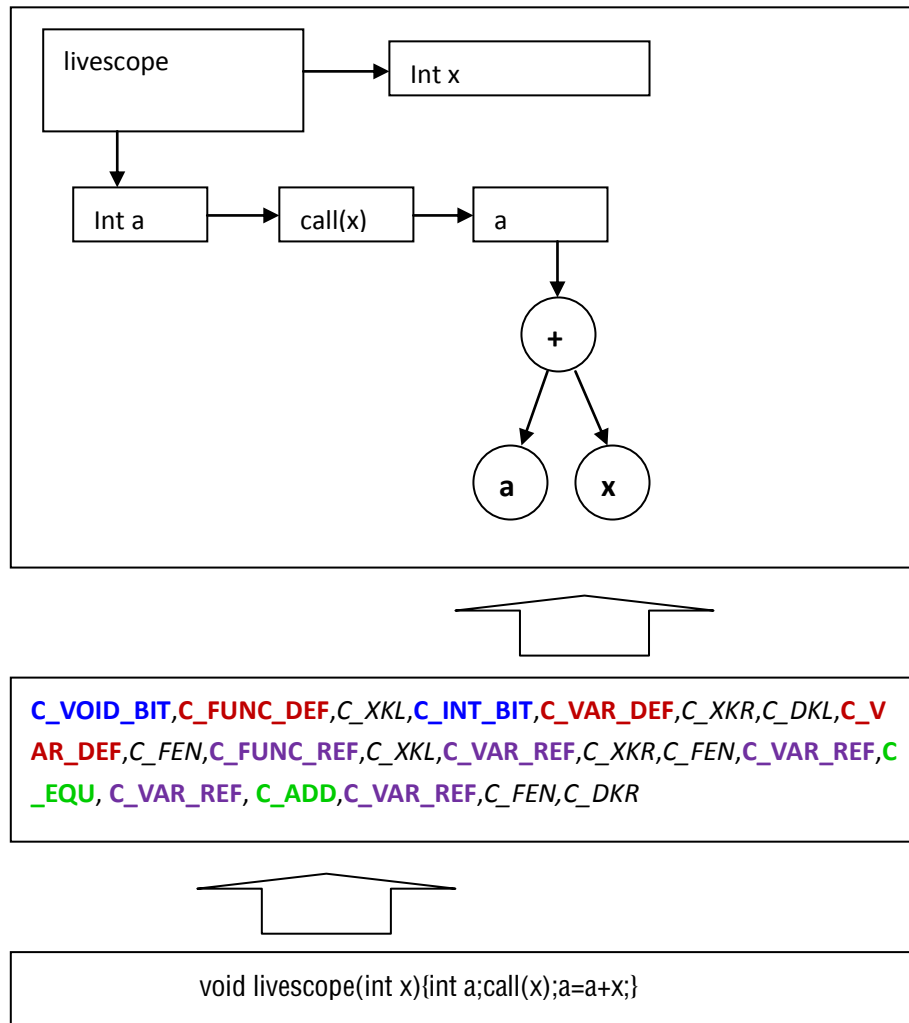 livescope
Int x
Int a
call(x)
a
+
a
x
C_VOID_BIT,C_FUNC_DEF,C_XKL,C_INT_BIT,C_VAR_DEF,C_XKR,C_DKL,C_V
AR_DEF,C_FEN,C_FUNC_REF,C_XKL,C_VAR_REF,C_XKR,C_FEN,C_VAR_REF,C
_EQU, C_VAR_REF, C_ADD,C_VAR_REF,C_FEN,C_DKR
void livescope(int x){int a;call(x);a=a+x;}